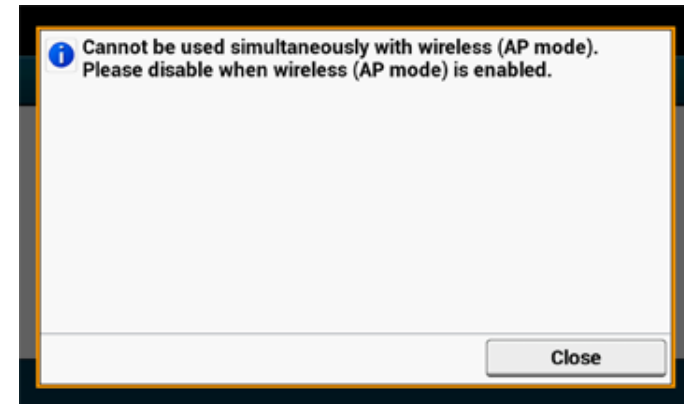 Cannot be used simultaneously with wireless (AP mode).
Please disable when wireless (AP mode) is enabled.
Close